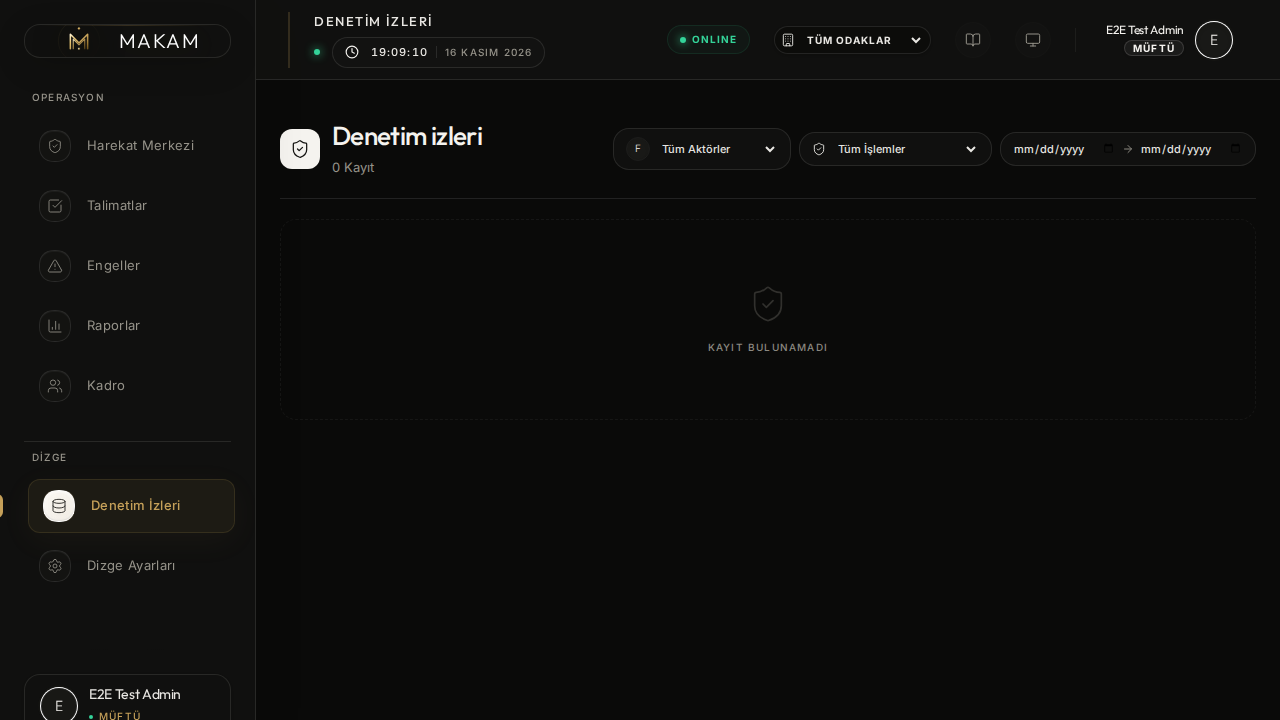 MAKAM
OPERASYON
Harekat Merkezi
Talimatlar
Engeller
Raporlar
Kadro
DİZGE
Denetim İzleri
Dizge Ayarları
E
E2E Test Admin
MÜFTÜ
DENETİM İZLERİ
19:09:10
16 KASIM 2026
ONLINE
TÜM ODAKLAR
E2E Test Admin
MÜFTÜ
E
Denetim izleri
0 Kayıt
F
Tüm Aktörler
Tüm İşlemler
mm/dd/yyyy
mm/dd/yyyy
KAYIT BULUNAMADI